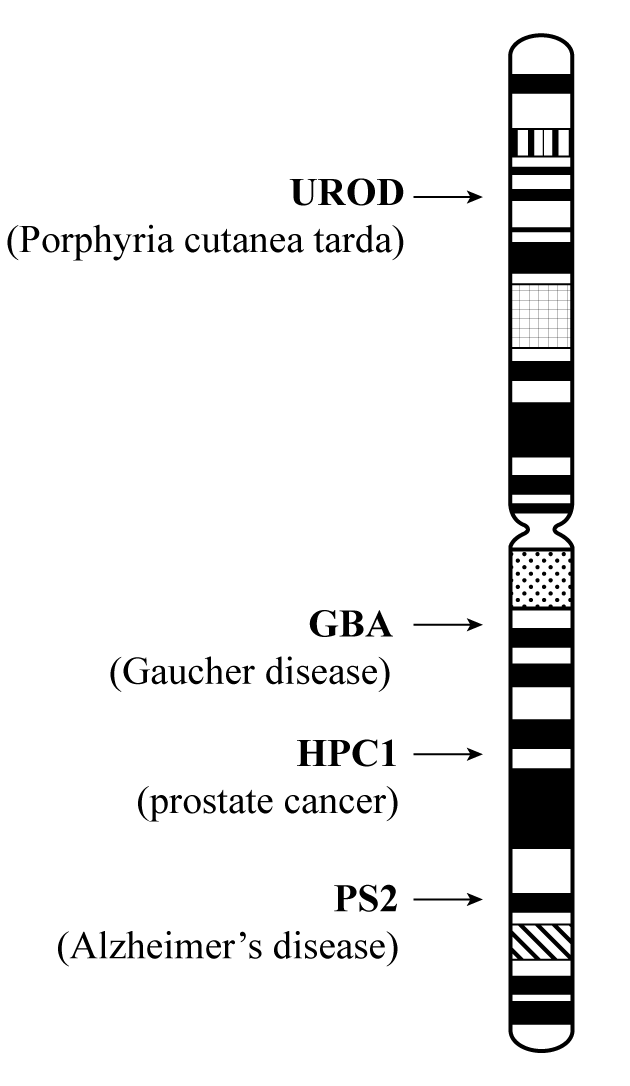 UROD
(Porphyria cutanea tarda)
GBA
(Gaucher disease)
HPC1
(prostate cancer)
PS2
(Alzheimer’s disease)